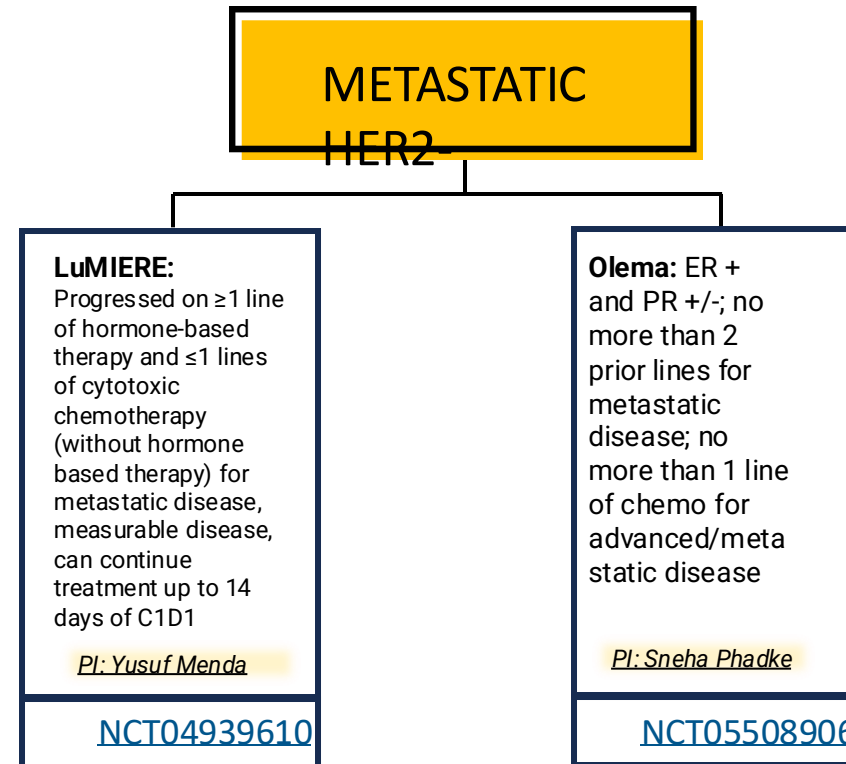 METASTATIC
HER2-
LuMIERE:
Progressed on ≥1 line
of hormone-based
therapy and ≤1 lines
of cytotoxic
chemotherapy
(without hormone
based therapy) for
metastatic disease,
measurable disease,
can continue
treatment up to 14
days of C1D1
PI: Yusuf Menda
NCT04939610
Olema: ER +
and PR +/-; no
more than 2
prior lines for
metastatic
disease; no
more than 1 line
of chemo for
advanced/meta
static disease
PI: Sneha Phadke
NCT05508906